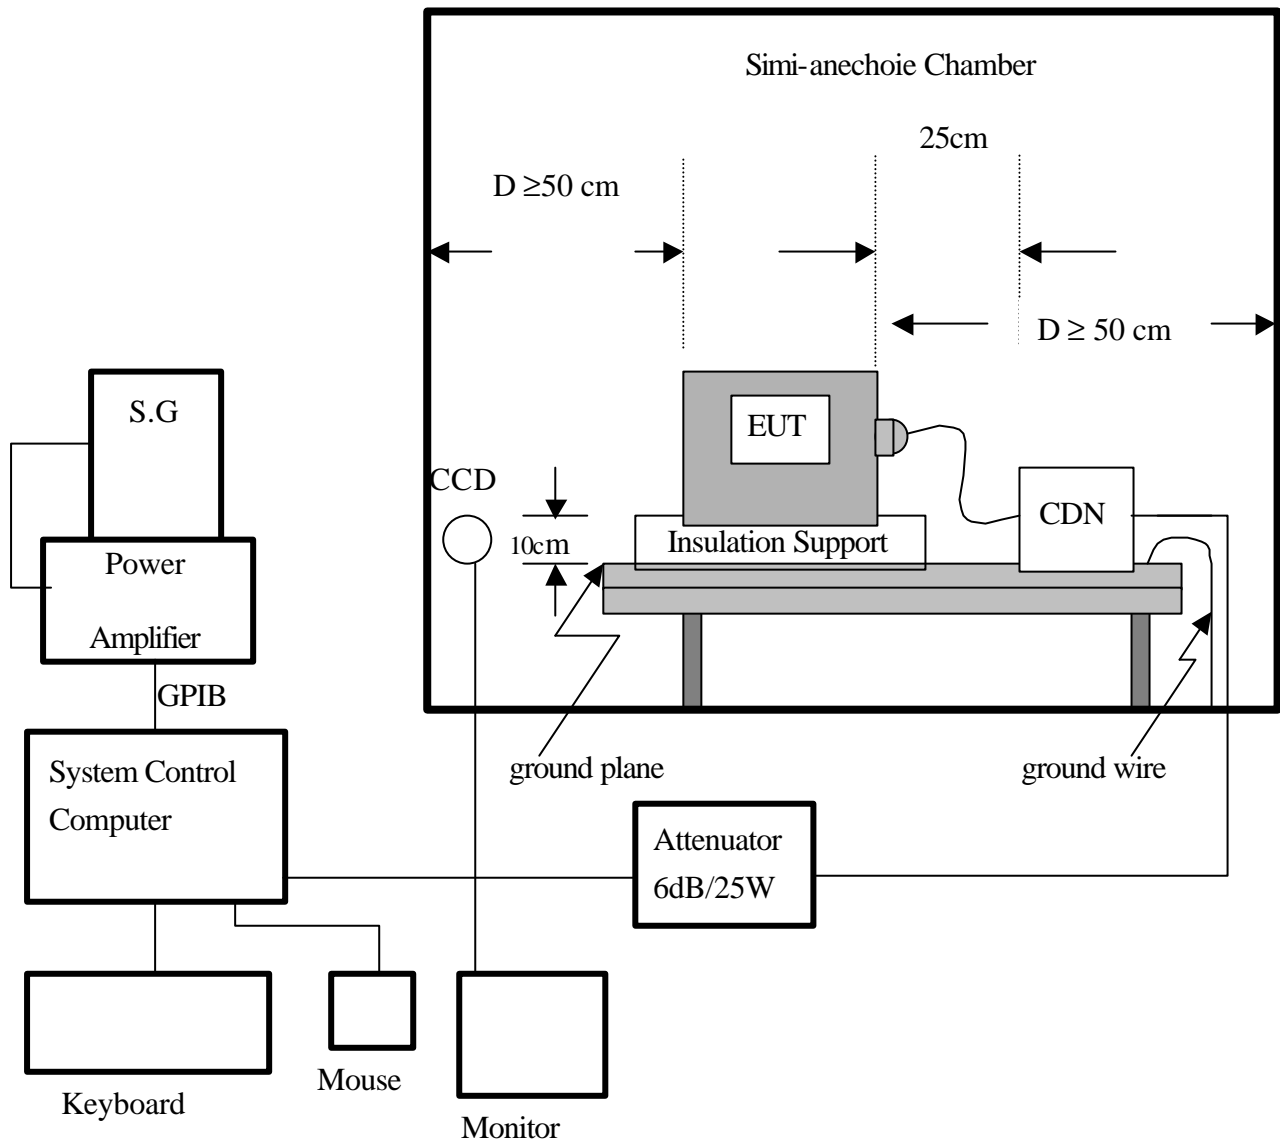 Simi-anechoie Chamber
25cm
D ≥50 cm
D ≥ 50 cm
S.G
EUT
CCD
CDN
10cm
Insulation Support
Power
Amplifier
GPIB
ground plane
ground wire
System Control
Computer
Attenuator
6dB/25W
Mouse
Keyboard
Monitor